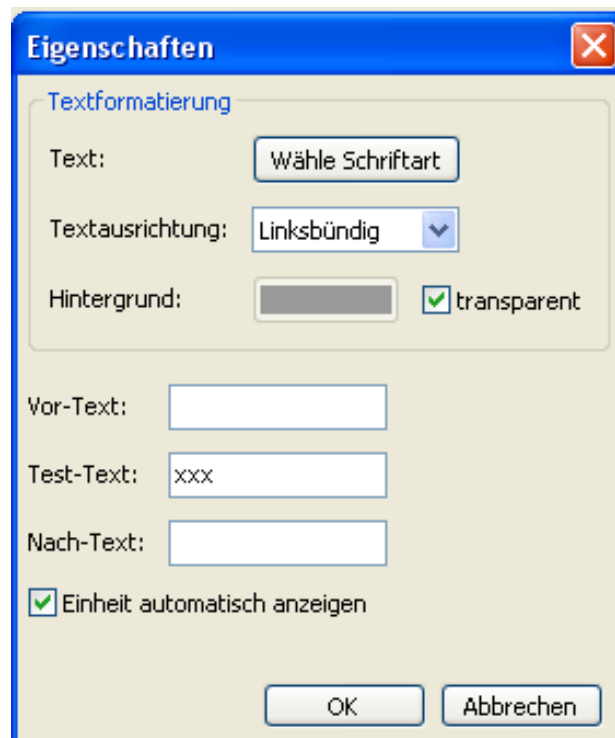 Eigenschaften
Textformatierung
Text: Wähle Schriftart
Textausrichtung: Linksbündig
Hintergrund: transparent
Vor-Text:
Test-Text: xxx
Nach-Text:
Einheit automatisch anzeigen
OK Abbrechen